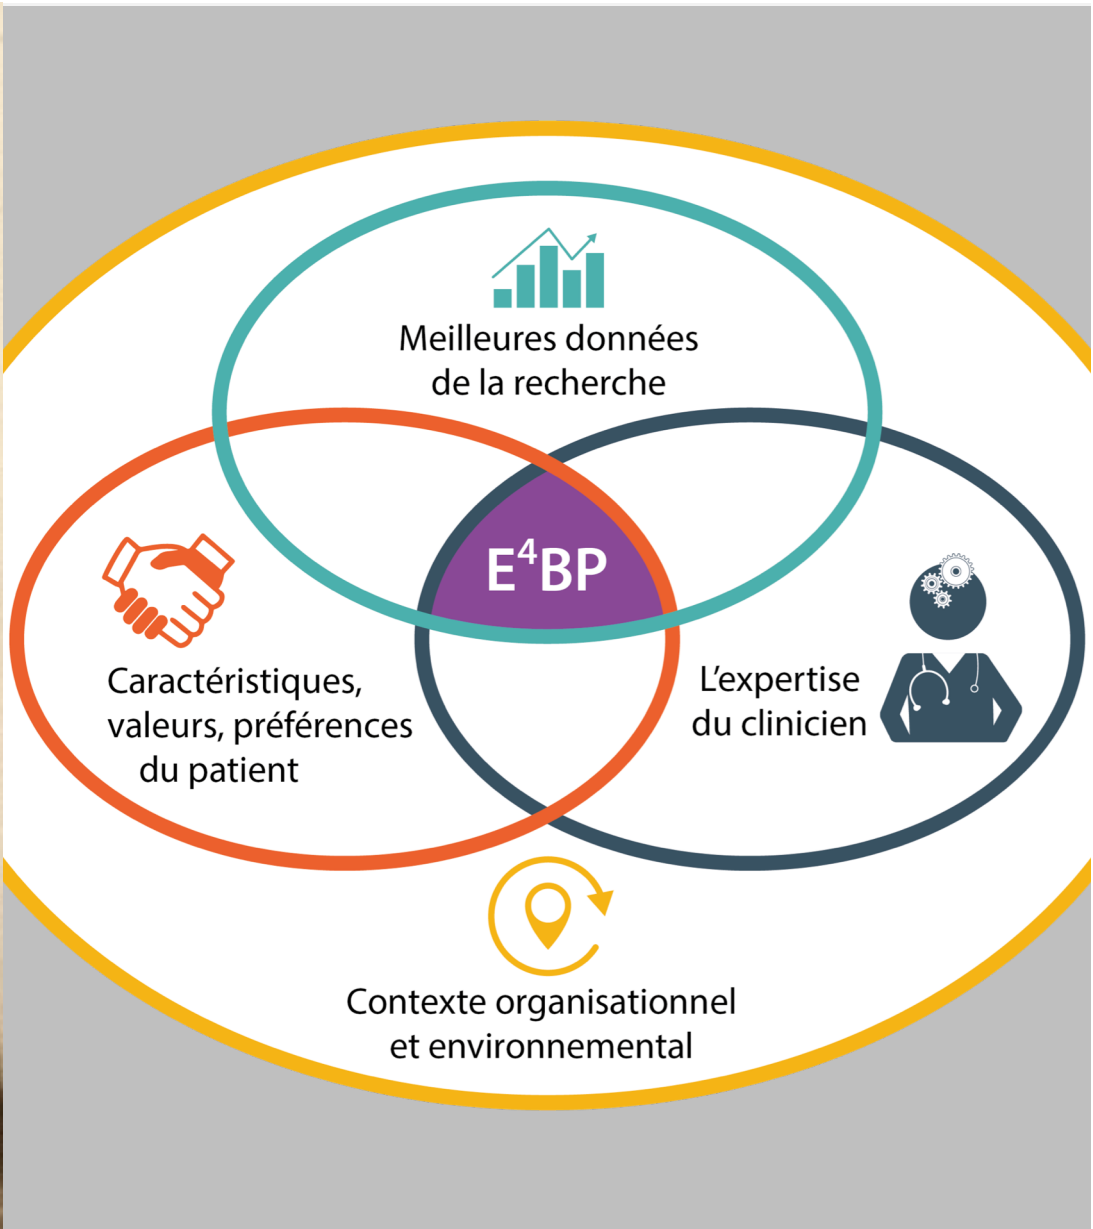 Meilleures données
de la recherche
E⁴BP
Caractéristiques,
valeurs, préférences
du patient
L’expertise
du clinicien
Contexte organisationnel
et environnemental